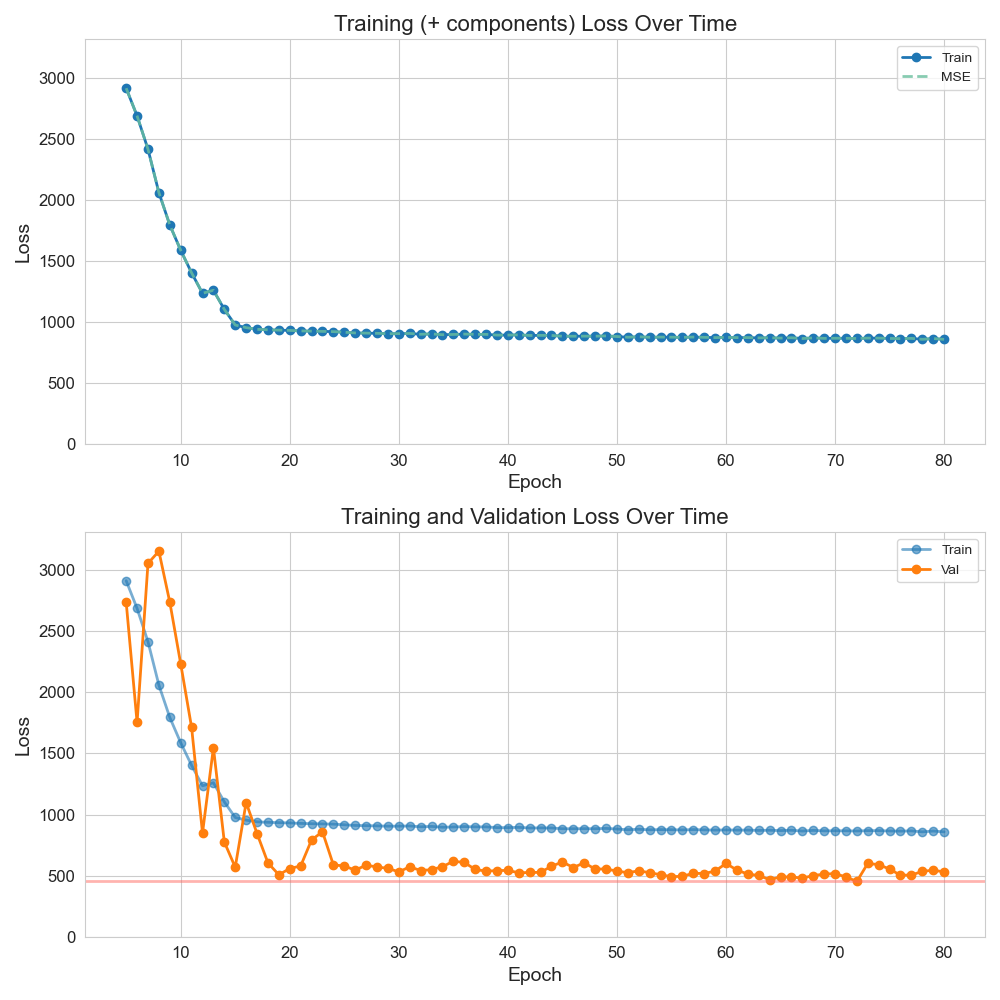 Training (+ components) Loss Over Time
Train
MSE
3000
2500
2000
1500
1000
500
0
Loss
10 20 30 40 50 60 70 80
Epoch
Training and Validation Loss Over Time
Train
Val
3000
2500
2000
1500
1000
500
0
Loss
10 20 30 40 50 60 70 80
Epoch